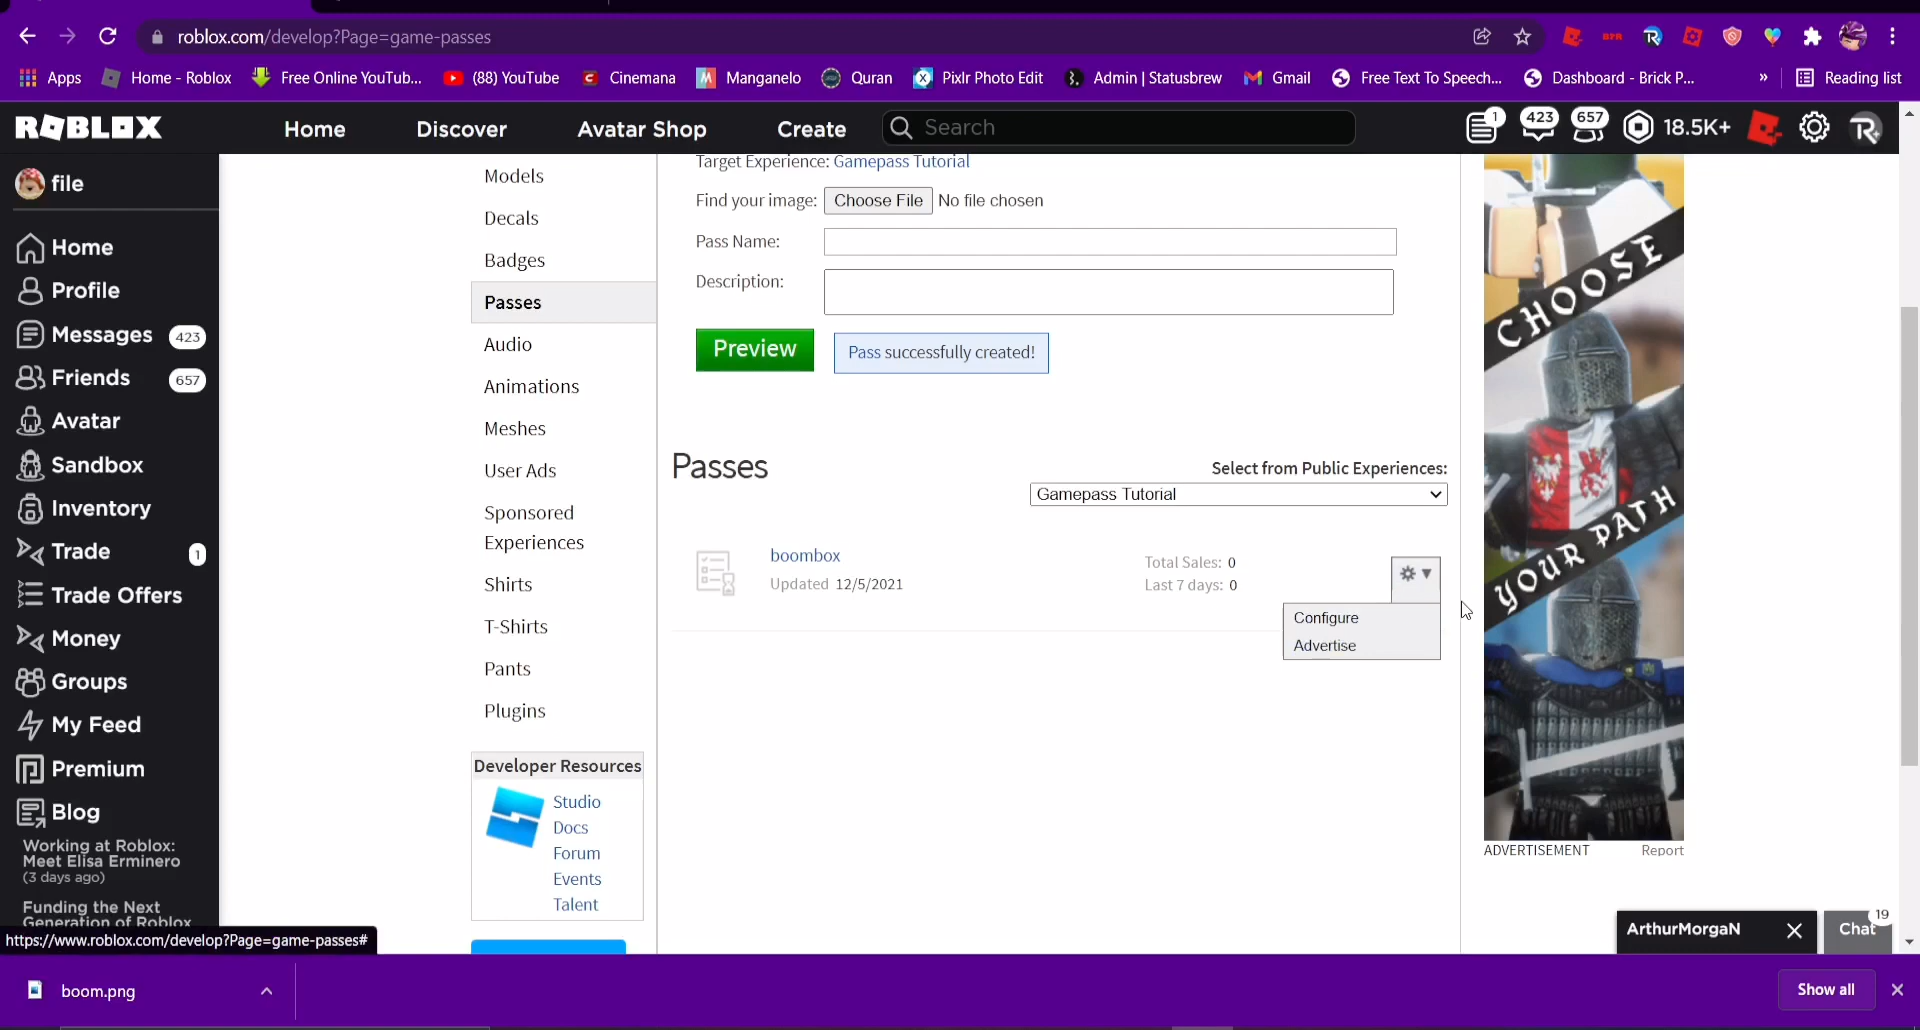 roblox.com/develop?Page=game-passes
Apps
Home - Roblox
Free Online YouTub...
(88) YouTube
Cinemana
Manganelo
Quran
Pixlr Photo Edit
Admin | Statusbrew
Gmail
Free Text To Speech...
Dashboard - Brick P...
»
Reading list
ROBLOX
Home
Discover
Avatar Shop
Create
Search
1
423
657
18.5K+
file
Home
Profile
Messages 423
Friends 657
Avatar
Sandbox
Inventory
Trade 1
Trade Offers
Money
Groups
My Feed
Premium
Blog
Working at Roblox:
Meet Elisa Erminero
(3 days ago)
Funding the Next
Generation of Roblox
https://www.roblox.com/develop?Page=game-passes#
Models
Decals
Badges
Passes
Audio
Animations
Meshes
User Ads
Sponsored
Experiences
Shirts
T-Shirts
Pants
Plugins
Developer Resources
Studio
Docs
Forum
Events
Talent
Target Experience: Gamepass Tutorial
Find your image: Choose File No file chosen
Pass Name:
Description:
Preview
Pass successfully created!
Passes
Select from Public Experiences:
Gamepass Tutorial
boombox
Updated 12/5/2021
Total Sales: 0
Last 7 days: 0
Configure
Advertise
CHOOSE
YOUR PATH
ADVERTISEMENT
Report
ArthurMorgaN
Chat
19
boom.png
Show all